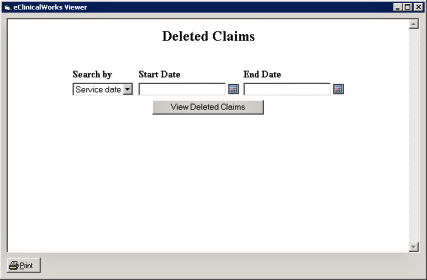 eClinicalWorks Viewer
Deleted Claims
Search by Start Date End Date
Service date
View Deleted Claims
Print